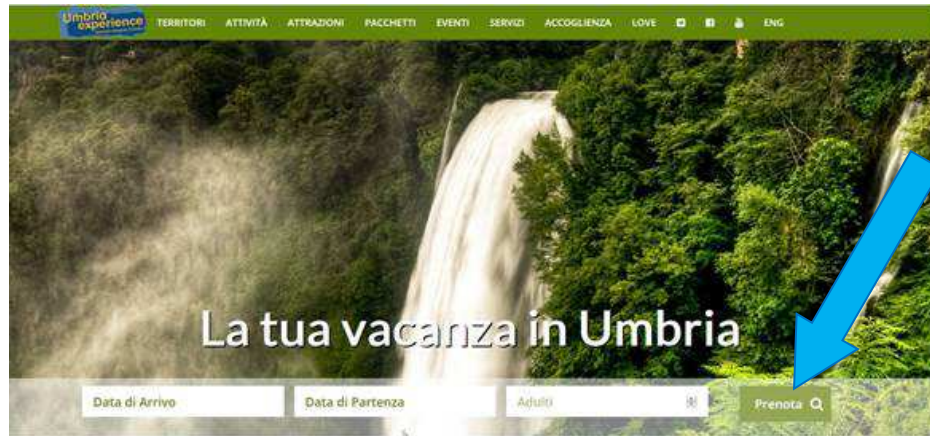 Umbria
experience
TERRITORI ATTIVITÀ ATTRAZIONI PACCHETTI EVENTI SERVIZI ACCOGLIENZA LOVE ENG
La tua vacanza in Umbria
Data di Arrivo Data di Partenza Adulti Prenota